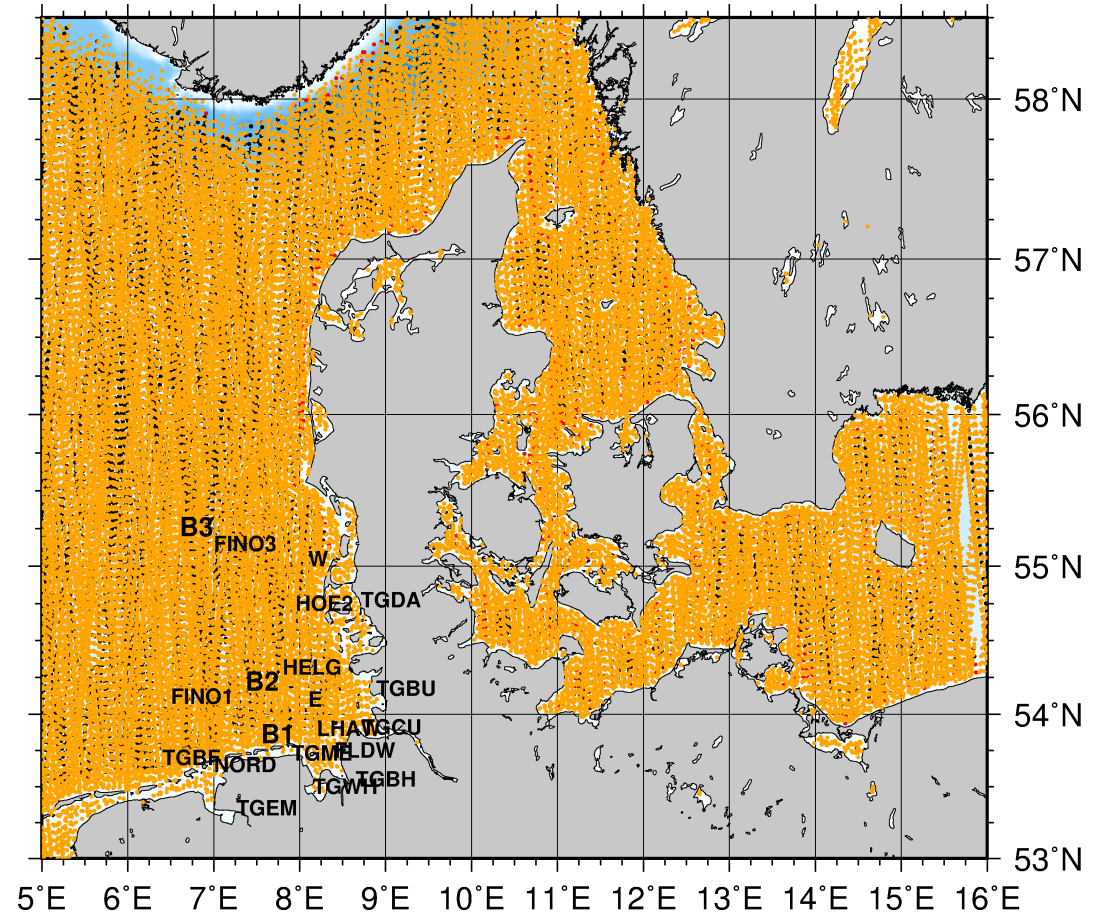 58°N
57°N
56°N
B3
FINO3
W
55°N
HOE2 TGDA
HELG
B2
FINO1
E
TGBU
54°N
B1
LHAW
TGCU
TGME
ELDW
TGBF
NORD
TGWH
TGBH
TGEM
53°N
5°E 6°E 7°E 8°E 9°E 10°E 11°E 12°E 13°E 14°E 15°E 16°E